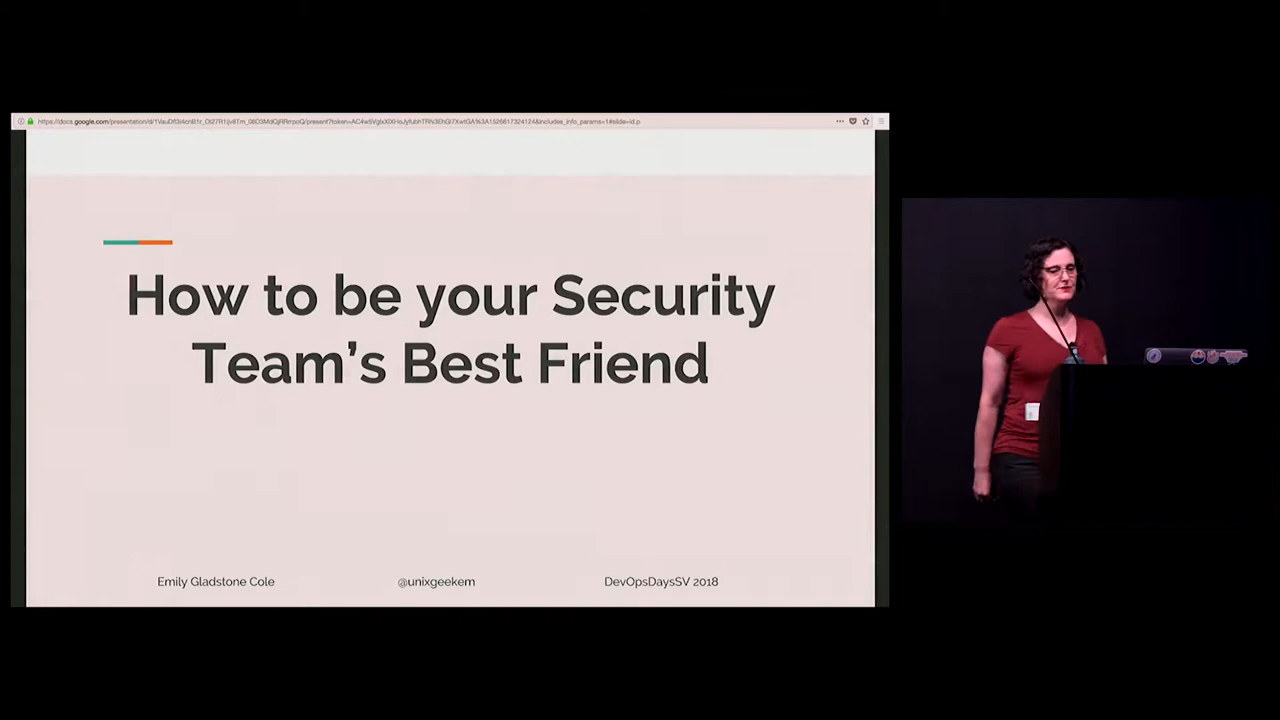 How to be your Security
Team's Best Friend
Emily Gladstone Cole
@unixgeekem
DevOpsDaysSV 2018